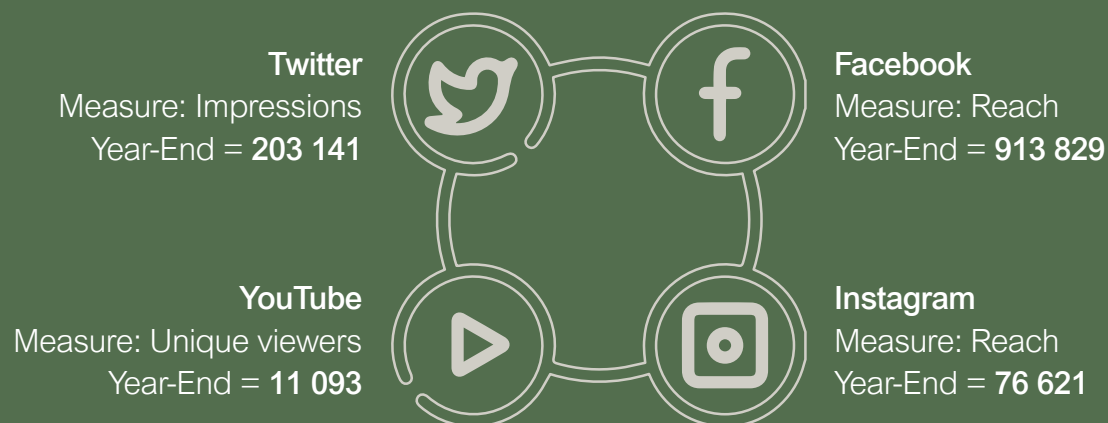 Twitter
Measure: Impressions
Year-End = 203 141
Facebook
Measure: Reach
Year-End = 913 829
YouTube
Measure: Unique viewers
Year-End = 11 093
Instagram
Measure: Reach
Year-End = 76 621